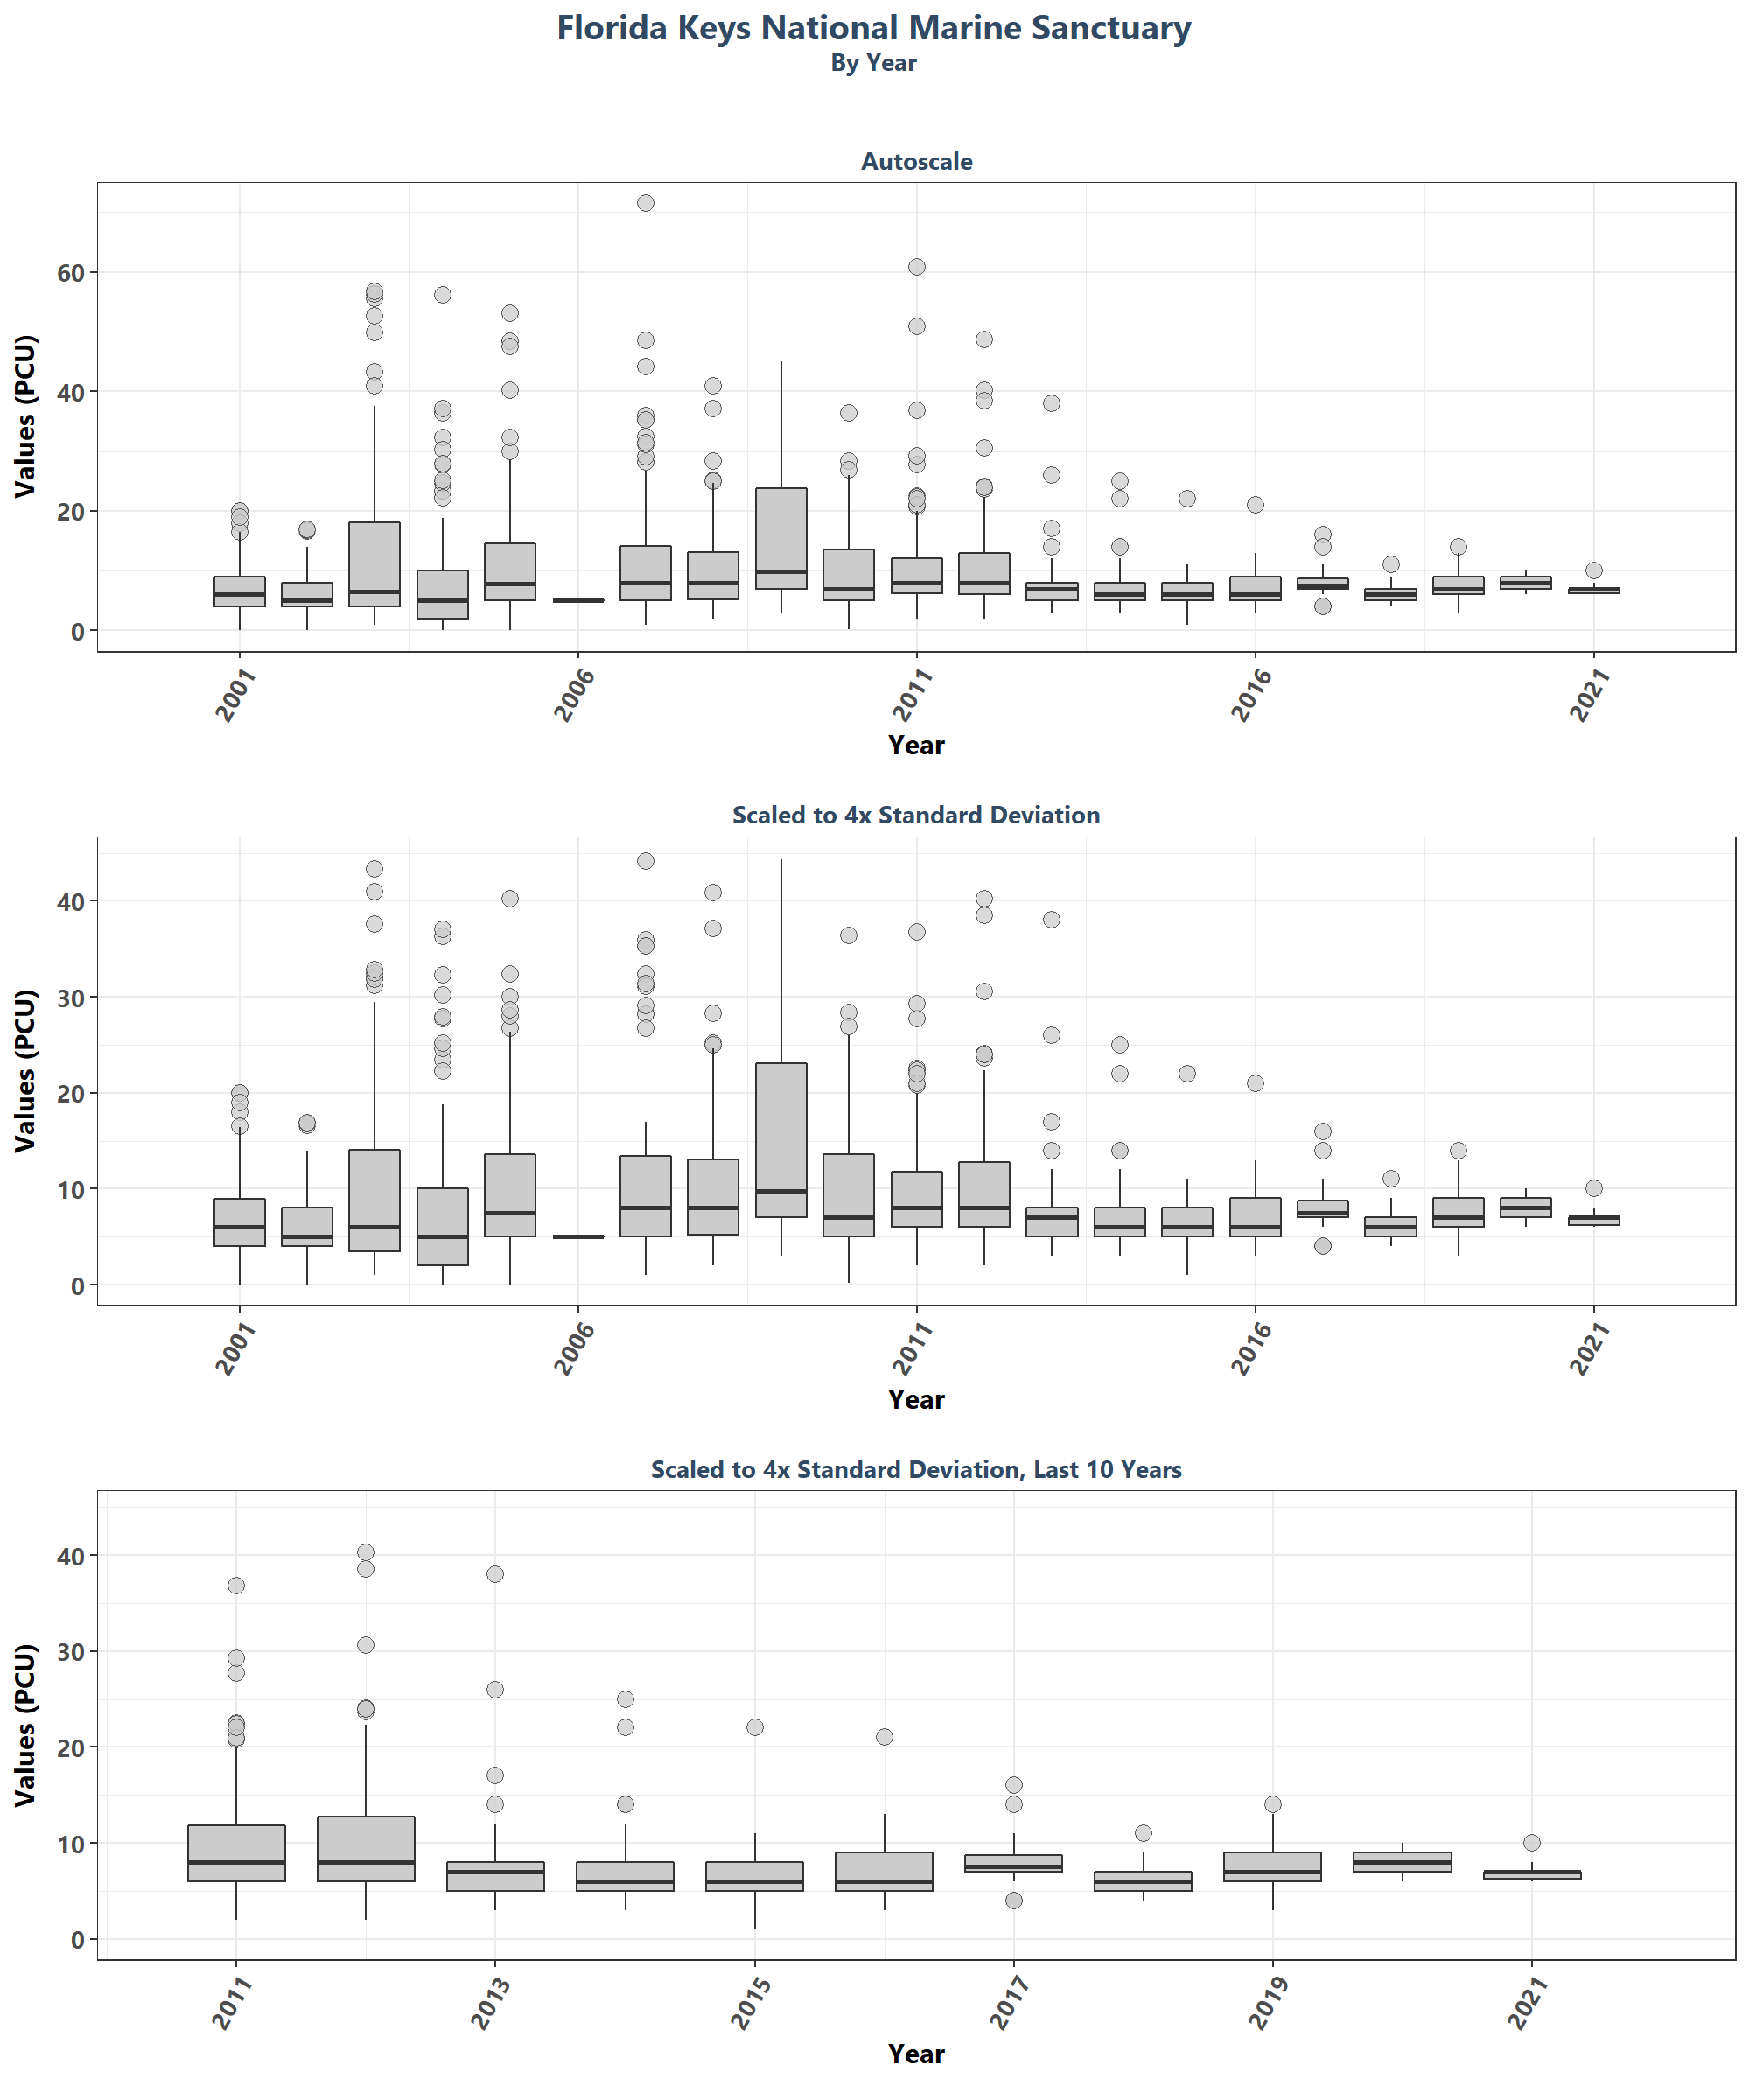 Florida Keys National Marine Sanctuary
By Year
Autoscale
Values (PCU)
60
40
20
0
2001
2006
2011
2016
2021
Year
Scaled to 4x Standard Deviation
Values (PCU)
40
30
20
10
0
2001
2006
2011
2016
2021
Year
Scaled to 4x Standard Deviation, Last 10 Years
Values (PCU)
40
30
20
10
0
2011
2013
2015
2017
2019
2021
Year